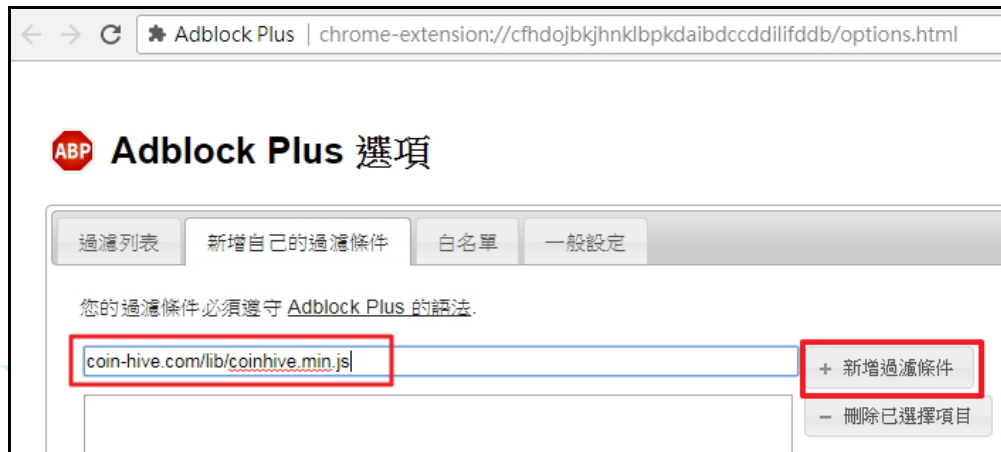 Adblock Plus | chrome-extension://cfhdojbkjhnklbpkdaibdccddilifddb/options.html
ABP Adblock Plus 選項
過濾列表 新增自己的過濾條件 白名單 一般設定
您的過濾條件必須遵守 Adblock Plus 的語法.
coin-hive.com/lib/coinhive.min.js
+ 新增過濾條件
− 刪除已選擇項目